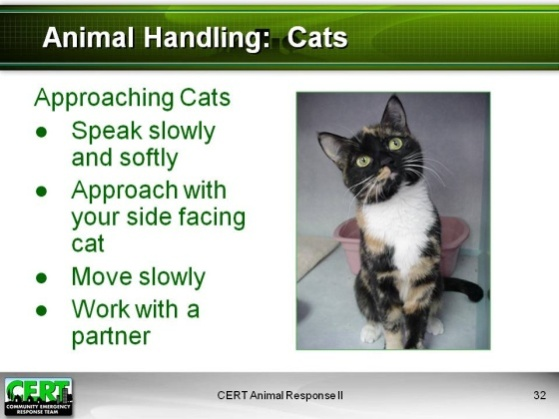 Animal Handling: Cats
Approaching Cats
● Speak slowly
and softly
● Approach with
your side facing
cat
● Move slowly
● Work with a
partner
CERT
COMMUNITY EMERGENCY
RESPONSE TEAM
CERT Animal Response II
32